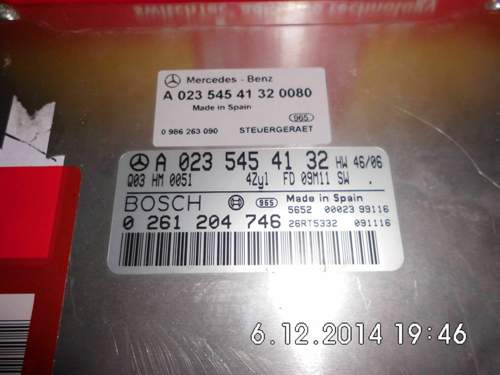 Mercedes - Benz
A 023 545 41 32 0080
Made in Spain
965
0 986 263 090 STEUERGERAET
A 023 545 41 32 HW 46/06
Q03 HM 0051 4Zyl FD 09M11 SW .
BOSCH 965 Made in Spain
5652 00023 99116
0 261 204 746 26RT5332 091116
6.12.2014 19:46